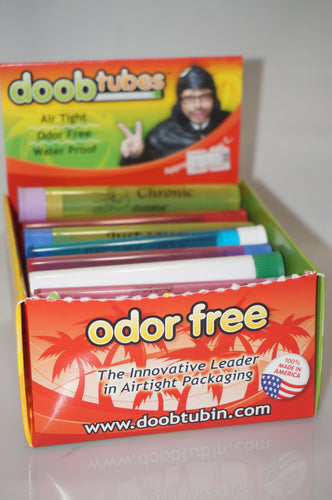 doobtubes
Air Tight
Odor Free
Water Proof
Chronic
odor free
The Innovative Leader
in Airtight Packaging
100%
MADE IN
AMERICA
www.doobtubin.com